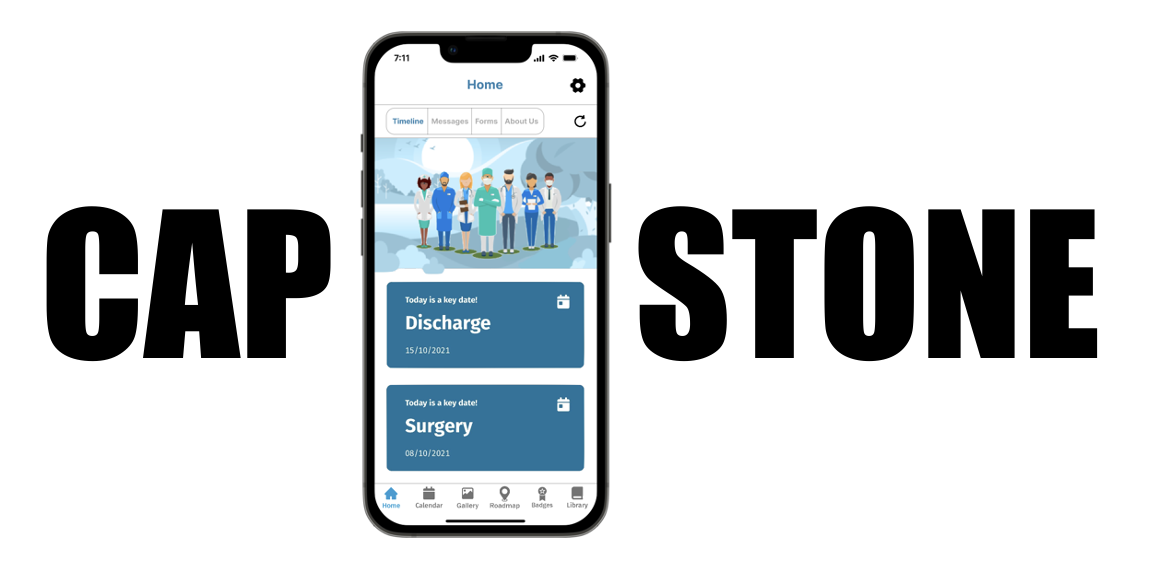 CAP
STONE
7:11
Home
Timeline Messages Forms About Us
Today is a key date!
Discharge
15/10/2021
Today is a key date!
Surgery
08/10/2021
Home Calendar Gallery Roadmap Badges Library